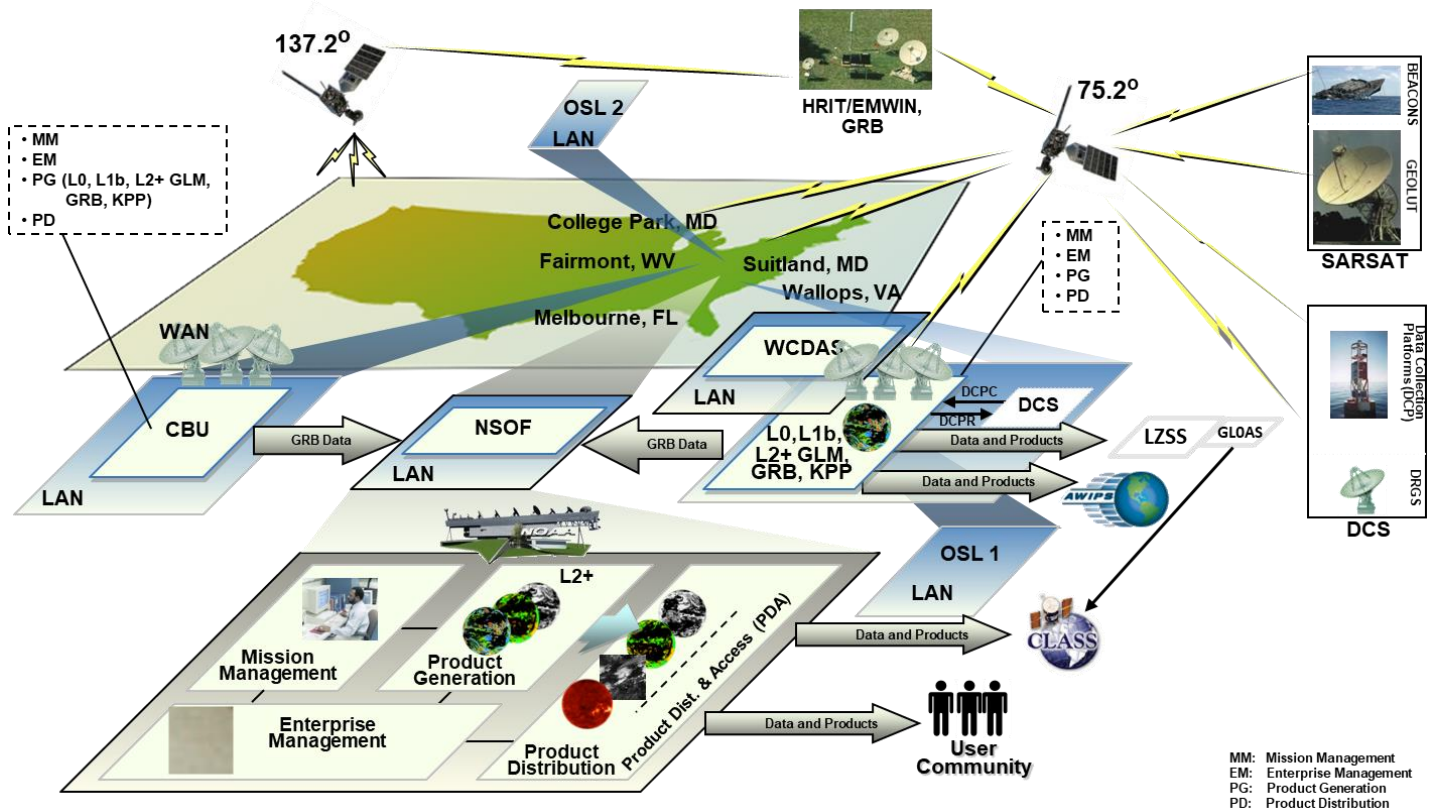 137.2°
OSL 2
LAN
HRIT/EMWIN,
GRB
75.2°
BEACONS
GEOLUT
SARSAT
• MM
• EM
• PG (L0, L1b, L2+ GLM,
GRB, KPP)
• PD
College Park, MD
Fairmont, WV
Suitland, MD
Wallops, VA
Melbourne, FL
• MM
• EM
• PG
• PD
WAN
CBU
LAN
GRB Data
NSOF
LAN
GRB Data
WCDAS
LAN
L0, L1b,
L2+ GLM,
GRB, KPP
DCPC
DCPR
DCS
Data and Products
Data and Products
LZSS
GLOAS
AWIPS
Data Collection
Platforms (DCP)
DRGS
DCS
OSL 1
LAN
NOAA
L2+
Mission
Management
Product
Generation
Enterprise
Management
Product
Distribution
Product Dist. & Access (PDA)
Data and Products
CLASS
Data and Products
User
Community
MM: Mission Management
EM: Enterprise Management
PG: Product Generation
PD: Product Distribution